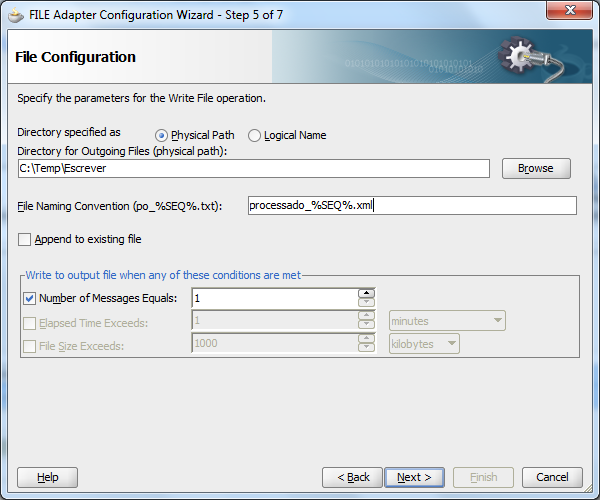 FILE Adapter Configuration Wizard - Step 5 of 7
File Configuration
0101010101010101010101010101
010101010101
Specify the parameters for the Write File operation.
Directory specified as Physical Path Logical Name
Directory for Outgoing Files (physical path):
C:\Temp\Escrever Browse
File Naming Convention (po_%SEQ%.txt): processado_%SEQ%.xml
Append to existing file
Write to output file when any of these conditions are met
Number of Messages Equals: 1
Elapsed Time Exceeds: 1 minutes
File Size Exceeds: 1000 kilobytes
Help < Back Next > Finish Cancel